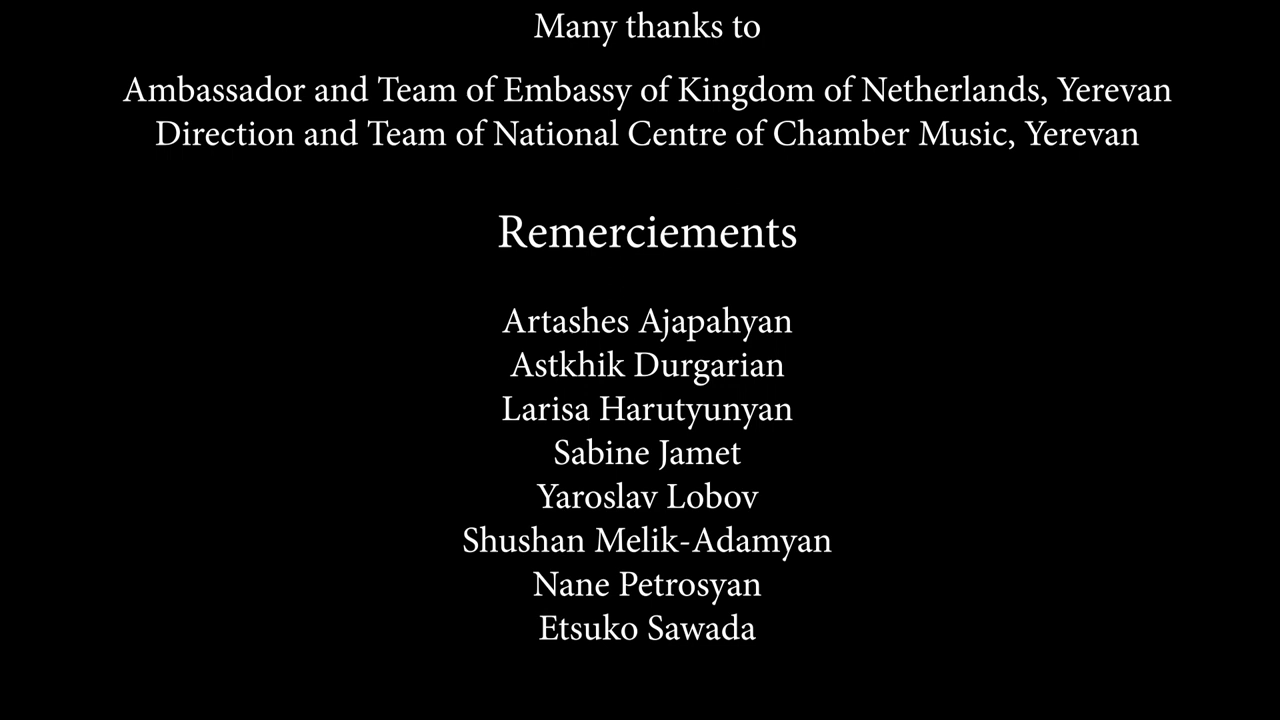 Many thanks to
Ambassador and Team of Embassy of Kingdom of Netherlands, Yerevan
Direction and Team of National Centre of Chamber Music, Yerevan
Remerciements
Artashes Ajapahyan
Astkhik Durgarian
Larisa Harutyunyan
Sabine Jamet
Yaroslav Lobov
Shushan Melik-Adamyan
Nane Petrosyan
Etsuko Sawada